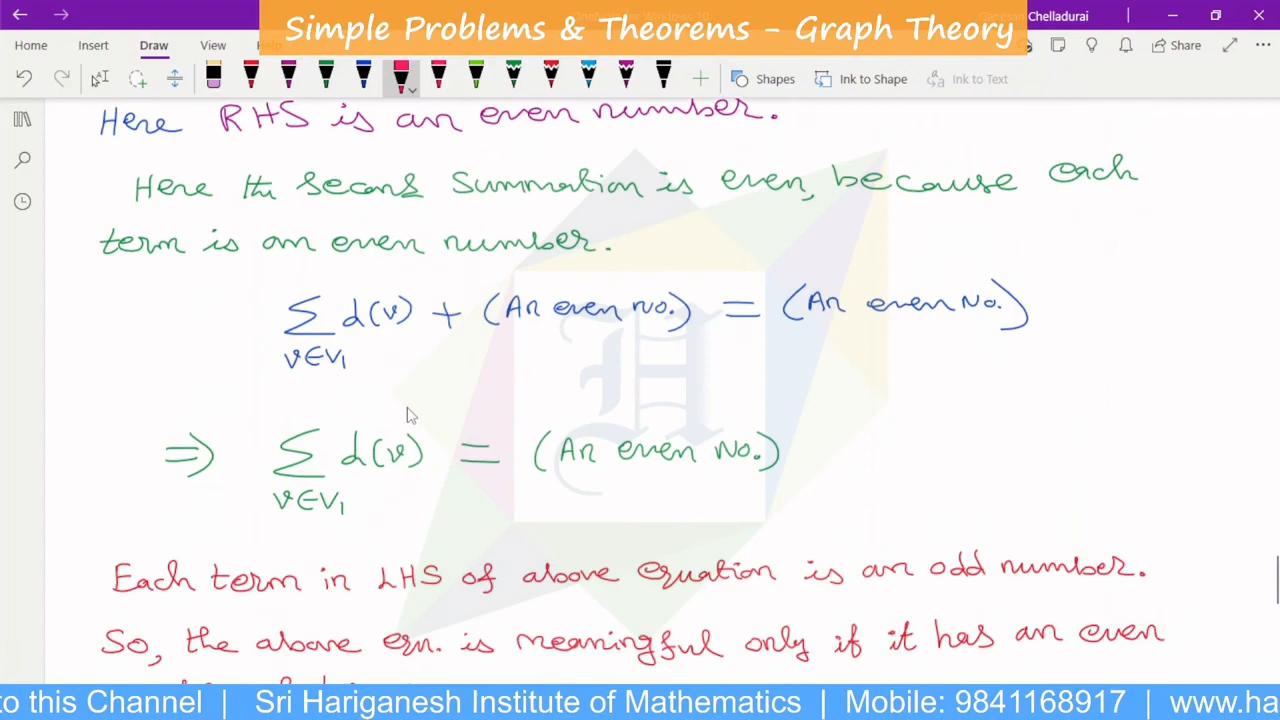 Simple Problems & Theorems - Graph Theory
Chelladurai
Home Insert Draw View
Share
Shapes Ink to Shape Ink to Text
Here RHS is an even number.
Here the second summation is even, because each
term is an even number.
∑ d(v) + (An even no.) = (An even No.)
v∈V₁
⇒ ∑ d(v) = (An even No.)
v∈V₁
Each term in LHS of above equation is an odd number.
So, the above eqn. is meaningful only if it has an even
to this Channel | Sri Hariganesh Institute of Mathematics | Mobile: 9841168917 | www.ha